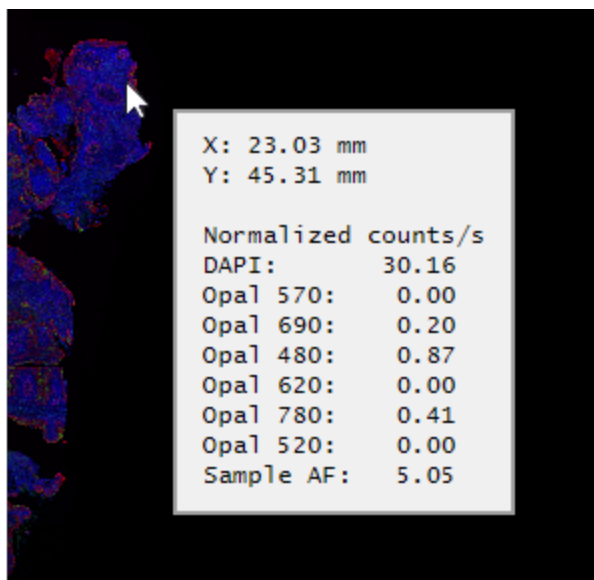 X: 23.03 mm
Y: 45.31 mm
Normalized counts/s
DAPI: 30.16
Opal 570: 0.00
Opal 690: 0.20
Opal 480: 0.87
Opal 620: 0.00
Opal 780: 0.41
Opal 520: 0.00
Sample AF: 5.05